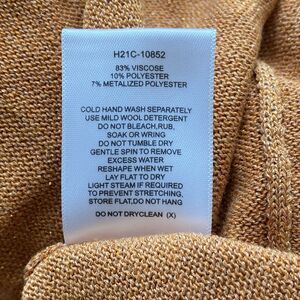 H21C-10852
83% VISCOSE
10% POLYESTER
7% METALIZED POLYESTER
COLD HAND WASH SEPARATELY
USE MILD WOOL DETERGENT
DO NOT BLEACH,RUB,
SOAK OR WRING
DO NOT TUMBLE DRY
GENTLE SPIN TO REMOVE
EXCESS WATER
RESHAPE WHEN WET
LAY FLAT TO DRY
LIGHT STEAM IF REQUIRED
TO PREVENT STRETCHING.
STORE FLAT,DO NOT HANG
DO NOT DRYCLEAN (X)